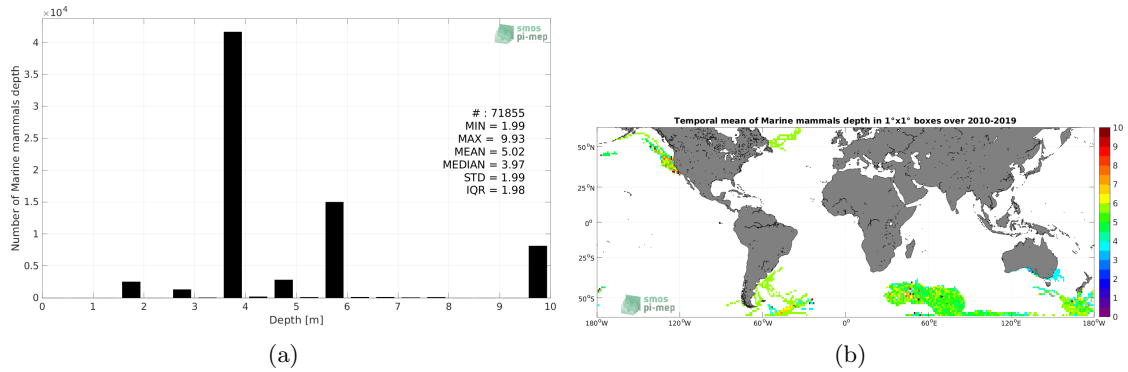 ×10⁴
4
3.5
3
2.5
2
1.5
1
0.5
0
Number of Marine mammals depth
smos
pi-mep
# : 71855
MIN = 1.99
MAX = 9.93
MEAN = 5.02
MEDIAN = 3.97
STD = 1.99
IQR = 1.98
0 1 2 3 4 5 6 7 8 9 10
Depth [m]
(a)
Temporal mean of Marine mammals depth in 1°x1° boxes over 2010-2019
50°N
25°N
0°
25°S
50°S
smos
pi-mep
180°W 120°W 60°W 0° 60°E 120°E 180°W
10
9
8
7
6
5
4
3
2
1
0
(b)